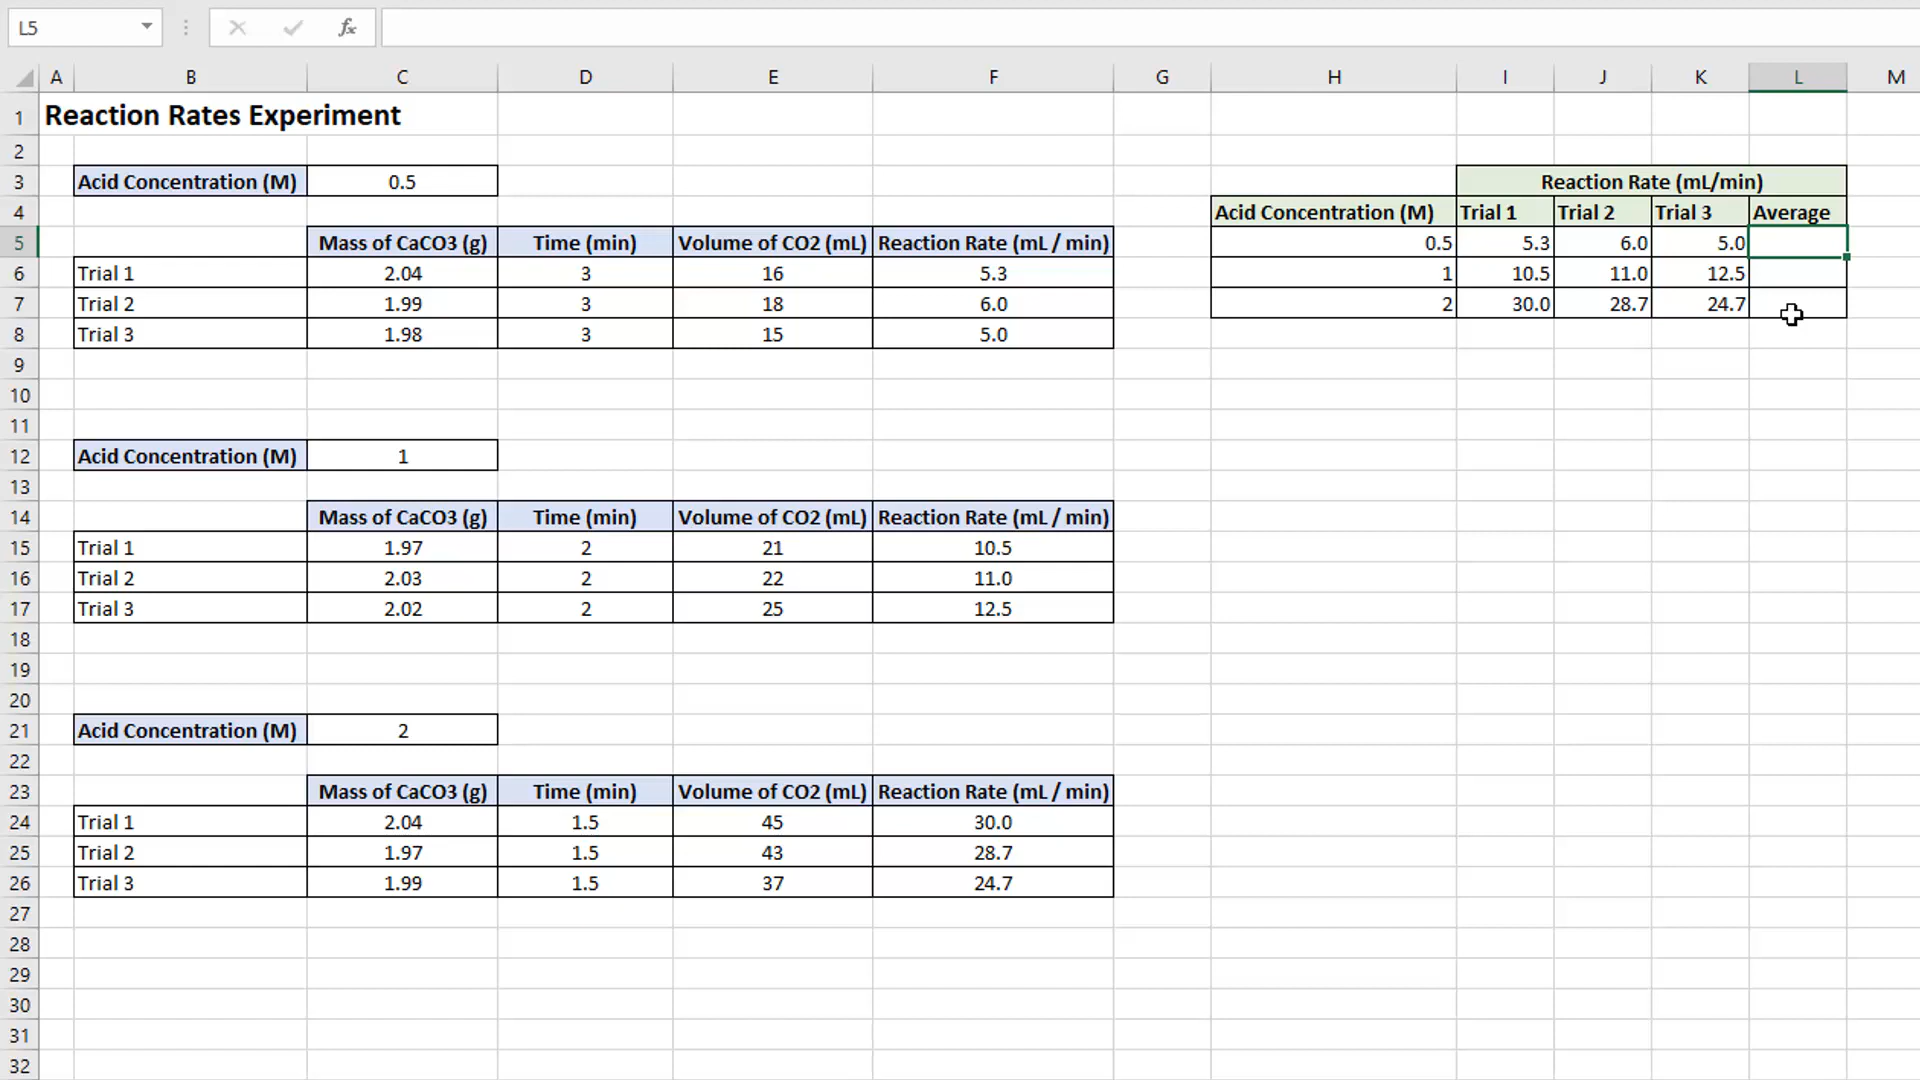 L5 fx
A B C D E F G H I J K L M
1 Reaction Rates Experiment
2
3 Acid Concentration (M) 0.5 Reaction Rate (mL/min)
4 Acid Concentration (M) Trial 1 Trial 2 Trial 3 Average
5 Mass of CaCO3 (g) Time (min) Volume of CO2 (mL) Reaction Rate (mL / min) 0.5 5.3 6.0 5.0
6 Trial 1 2.04 3 16 5.3 1 10.5 11.0 12.5
7 Trial 2 1.99 3 18 6.0 2 30.0 28.7 24.7
8 Trial 3 1.98 3 15 5.0
9
10
11
12 Acid Concentration (M) 1
13
14 Mass of CaCO3 (g) Time (min) Volume of CO2 (mL) Reaction Rate (mL / min)
15 Trial 1 1.97 2 21 10.5
16 Trial 2 2.03 2 22 11.0
17 Trial 3 2.02 2 25 12.5
18
19
20
21 Acid Concentration (M) 2
22
23 Mass of CaCO3 (g) Time (min) Volume of CO2 (mL) Reaction Rate (mL / min)
24 Trial 1 2.04 1.5 45 30.0
25 Trial 2 1.97 1.5 43 28.7
26 Trial 3 1.99 1.5 37 24.7
27
28
29
30
31
32